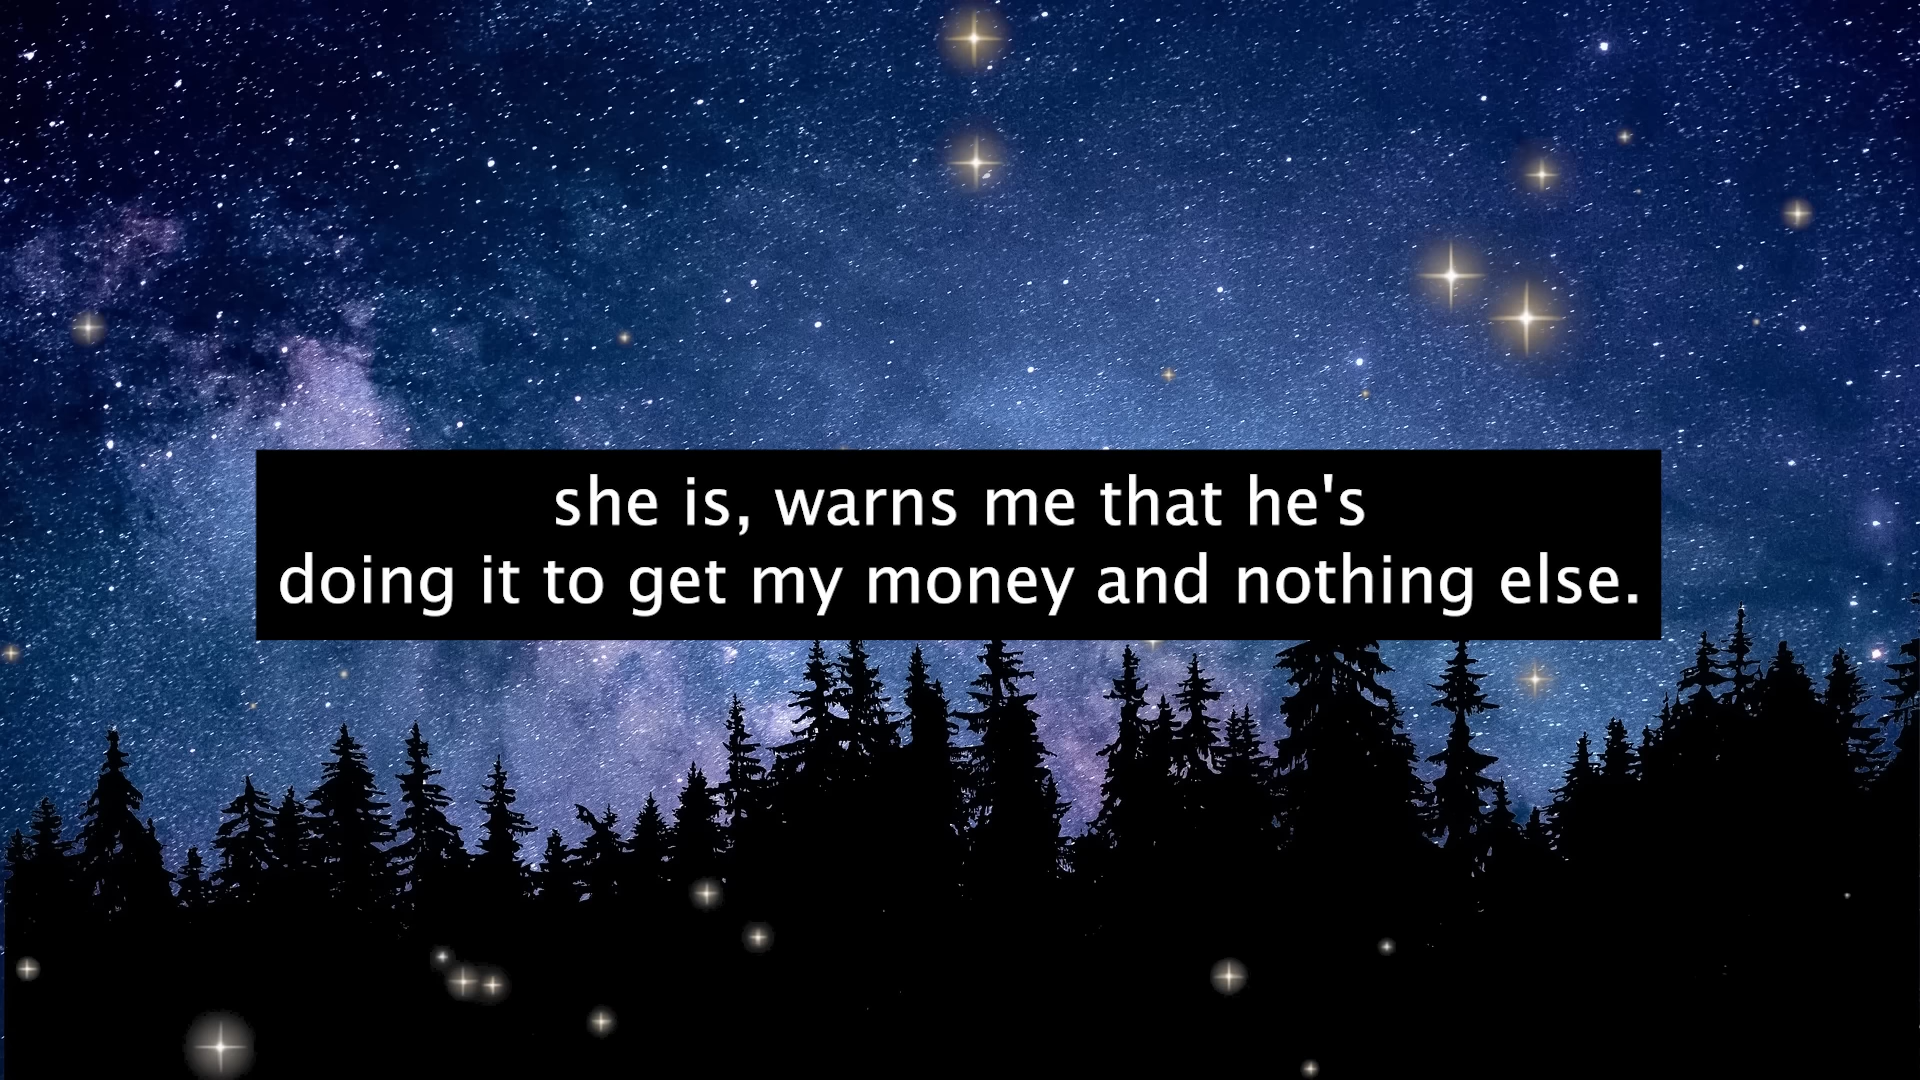 she is, warns me that he's
doing it to get my money and nothing else.